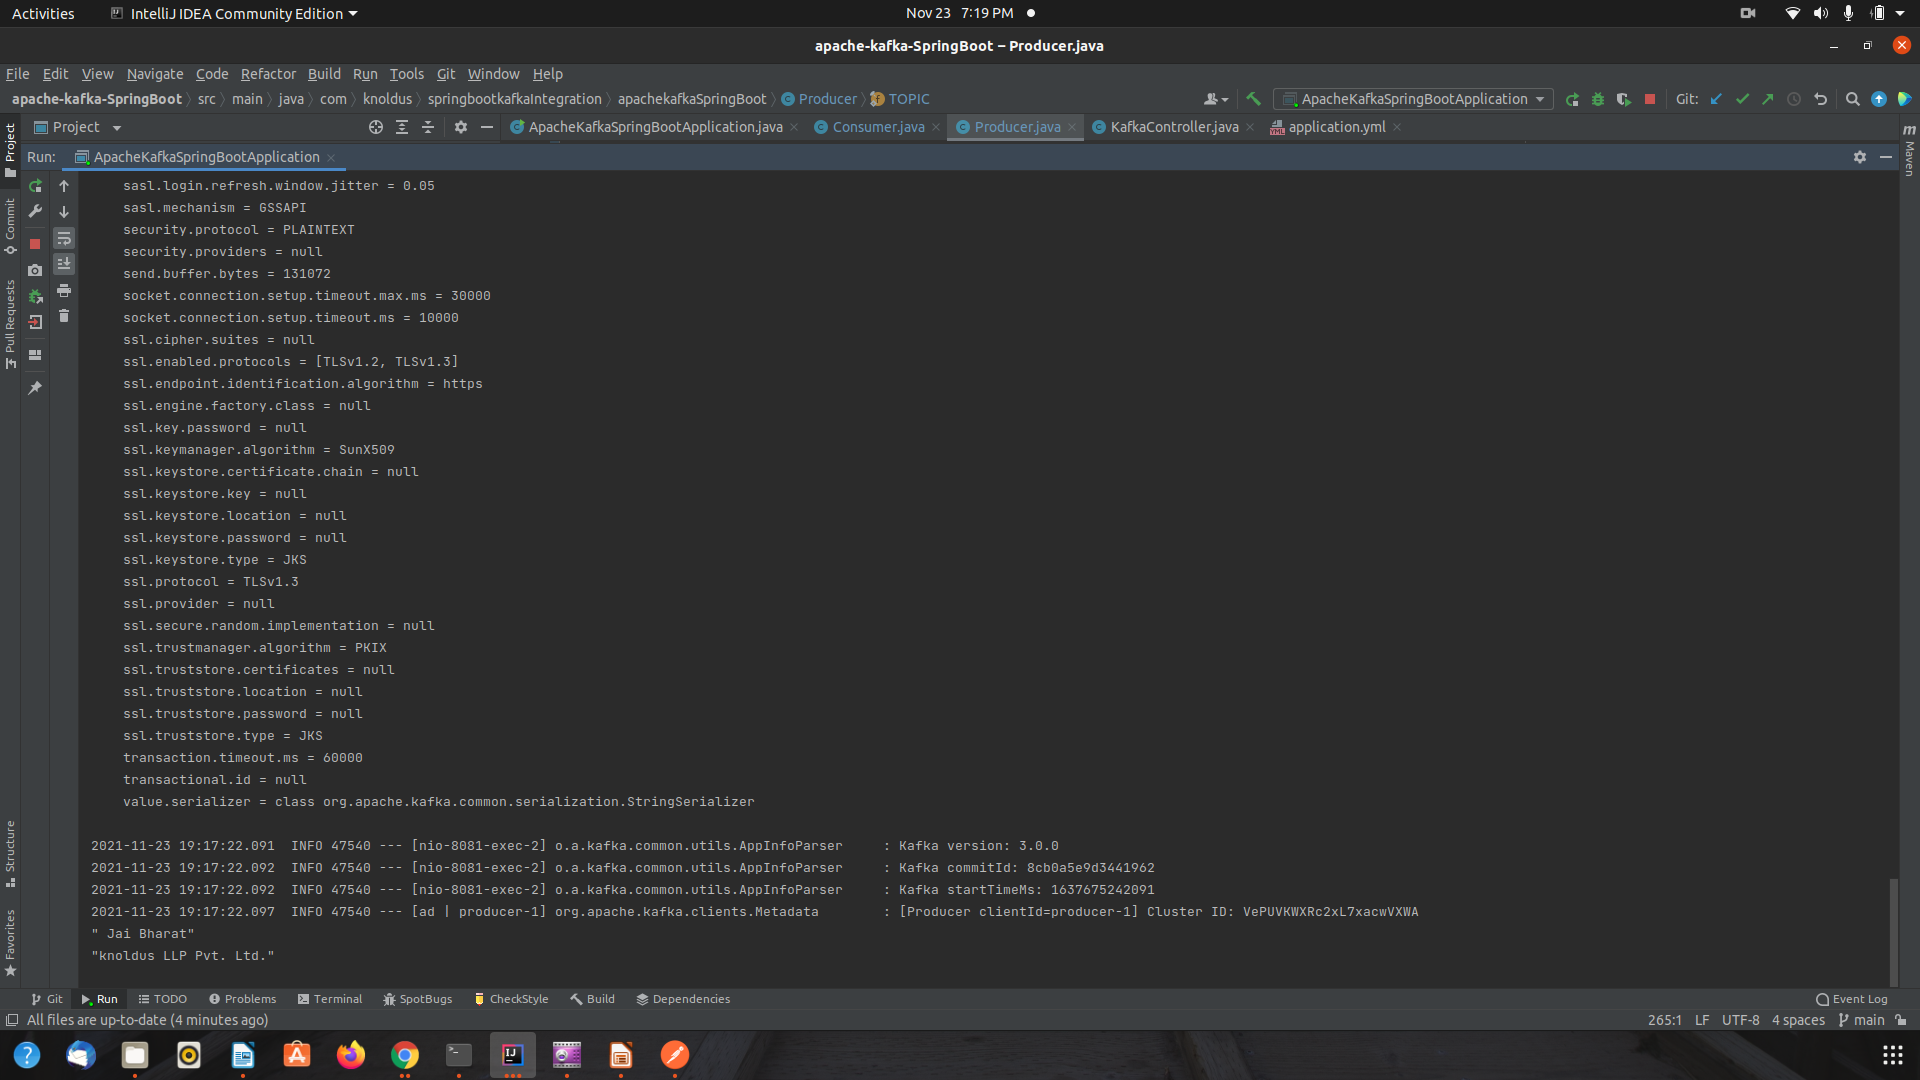 Activities IntelliJ IDEA Community Edition Nov 23 7:19 PM
apache-kafka-SpringBoot – Producer.java
File Edit View Navigate Code Refactor Build Run Tools Git Window Help
apache-kafka-SpringBoot src main java com knoldus springbootkafkaIntegration apachekafkaSpringBoot Producer TOPIC ApacheKafkaSpringBootApplication Git:
Project ApacheKafkaSpringBootApplication.java Consumer.java Producer.java KafkaController.java application.yml
Run: ApacheKafkaSpringBootApplication
Project
Commit
Pull Requests
Structure
Favorites
Maven
sasl.login.refresh.window.jitter = 0.05
sasl.mechanism = GSSAPI
security.protocol = PLAINTEXT
security.providers = null
send.buffer.bytes = 131072
socket.connection.setup.timeout.max.ms = 30000
socket.connection.setup.timeout.ms = 10000
ssl.cipher.suites = null
ssl.enabled.protocols = [TLSv1.2, TLSv1.3]
ssl.endpoint.identification.algorithm = https
ssl.engine.factory.class = null
ssl.key.password = null
ssl.keymanager.algorithm = SunX509
ssl.keystore.certificate.chain = null
ssl.keystore.key = null
ssl.keystore.location = null
ssl.keystore.password = null
ssl.keystore.type = JKS
ssl.protocol = TLSv1.3
ssl.provider = null
ssl.secure.random.implementation = null
ssl.trustmanager.algorithm = PKIX
ssl.truststore.certificates = null
ssl.truststore.location = null
ssl.truststore.password = null
ssl.truststore.type = JKS
transaction.timeout.ms = 60000
transactional.id = null
value.serializer = class org.apache.kafka.common.serialization.StringSerializer
2021-11-23 19:17:22.091 INFO 47540 --- [nio-8081-exec-2] o.a.kafka.common.utils.AppInfoParser : Kafka version: 3.0.0
2021-11-23 19:17:22.092 INFO 47540 --- [nio-8081-exec-2] o.a.kafka.common.utils.AppInfoParser : Kafka commitId: 8cb0a5e9d3441962
2021-11-23 19:17:22.092 INFO 47540 --- [nio-8081-exec-2] o.a.kafka.common.utils.AppInfoParser : Kafka startTimeMs: 1637675242091
2021-11-23 19:17:22.097 INFO 47540 --- [ad | producer-1] org.apache.kafka.clients.Metadata : [Producer clientId=producer-1] Cluster ID: VePUVKWXRc2xL7xacwVXWA
" Jai Bharat"
"knoldus LLP Pvt. Ltd."
Git Run TODO Problems Terminal SpotBugs CheckStyle Build Dependencies Event Log
All files are up-to-date (4 minutes ago) 265:1 LF UTF-8 4 spaces main